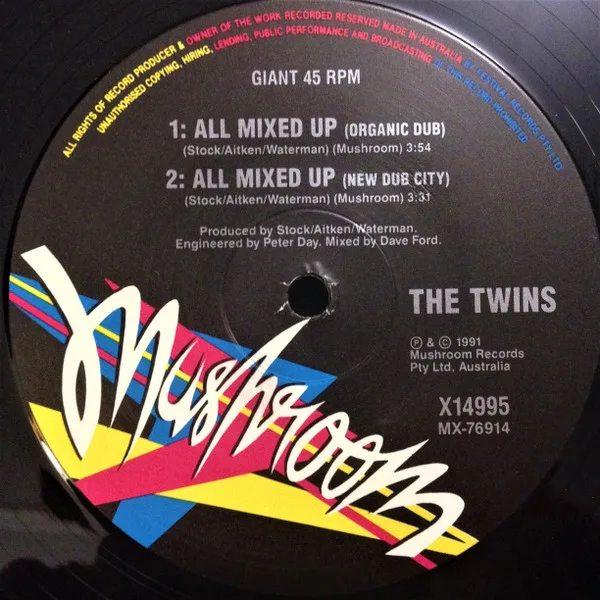 ALL RIGHTS OF RECORD PRODUCER & OWNER OF THE WORK RECORDED RESERVED MADE IN AUSTRALIA BY FESTIVAL RECORDS PTY. LTD
UNAUTHORISED COPYING, HIRING, LENDING, PUBLIC PERFORMANCE AND BROADCASTING OF THIS RECORD PROHIBITED
GIANT 45 RPM
1: ALL MIXED UP (ORGANIC DUB)
(Stock/Aitken/Waterman) (Mushroom) 3:54
2: ALL MIXED UP (NEW DUB CITY)
(Stock/Aitken/Waterman) (Mushroom) 3:31
Produced by Stock/Aitken/Waterman.
Engineered by Peter Day. Mixed by Dave Ford.
THE TWINS
Ⓟ & © 1991
Mushroom Records
Pty Ltd, Australia
X14995
MX-76914
Mushroom